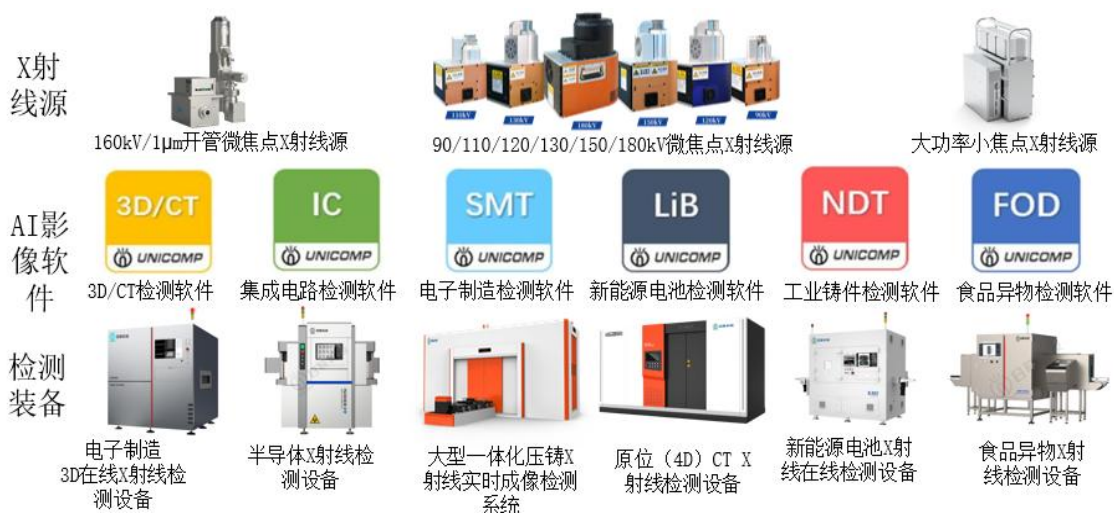 X射
线源
110kV
130kV
180kV
150kV
120kV
90kV
160kV/1μm开管微焦点X射线源
90/110/120/130/150/180kV微焦点X射线源
大功率小焦点X射线源
AI影
像软
件
3D/CT
UNICOMP
IC
UNICOMP
SMT
UNICOMP
LiB
UNICOMP
NDT
UNICOMP
FOD
UNICOMP
3D/CT检测软件
集成电路检测软件
电子制造检测软件
新能源电池检测软件
工业铸件检测软件
食品异物检测软件
检测
装备
电子制造
3D在线X射线检
测设备
半导体X射线检
测设备
大型一体化压铸X
射线实时成像检测
系统
原位（4D）CT X
射线检测设备
新能源电池X射
线在线检测设备
食品异物X射
线检测设备